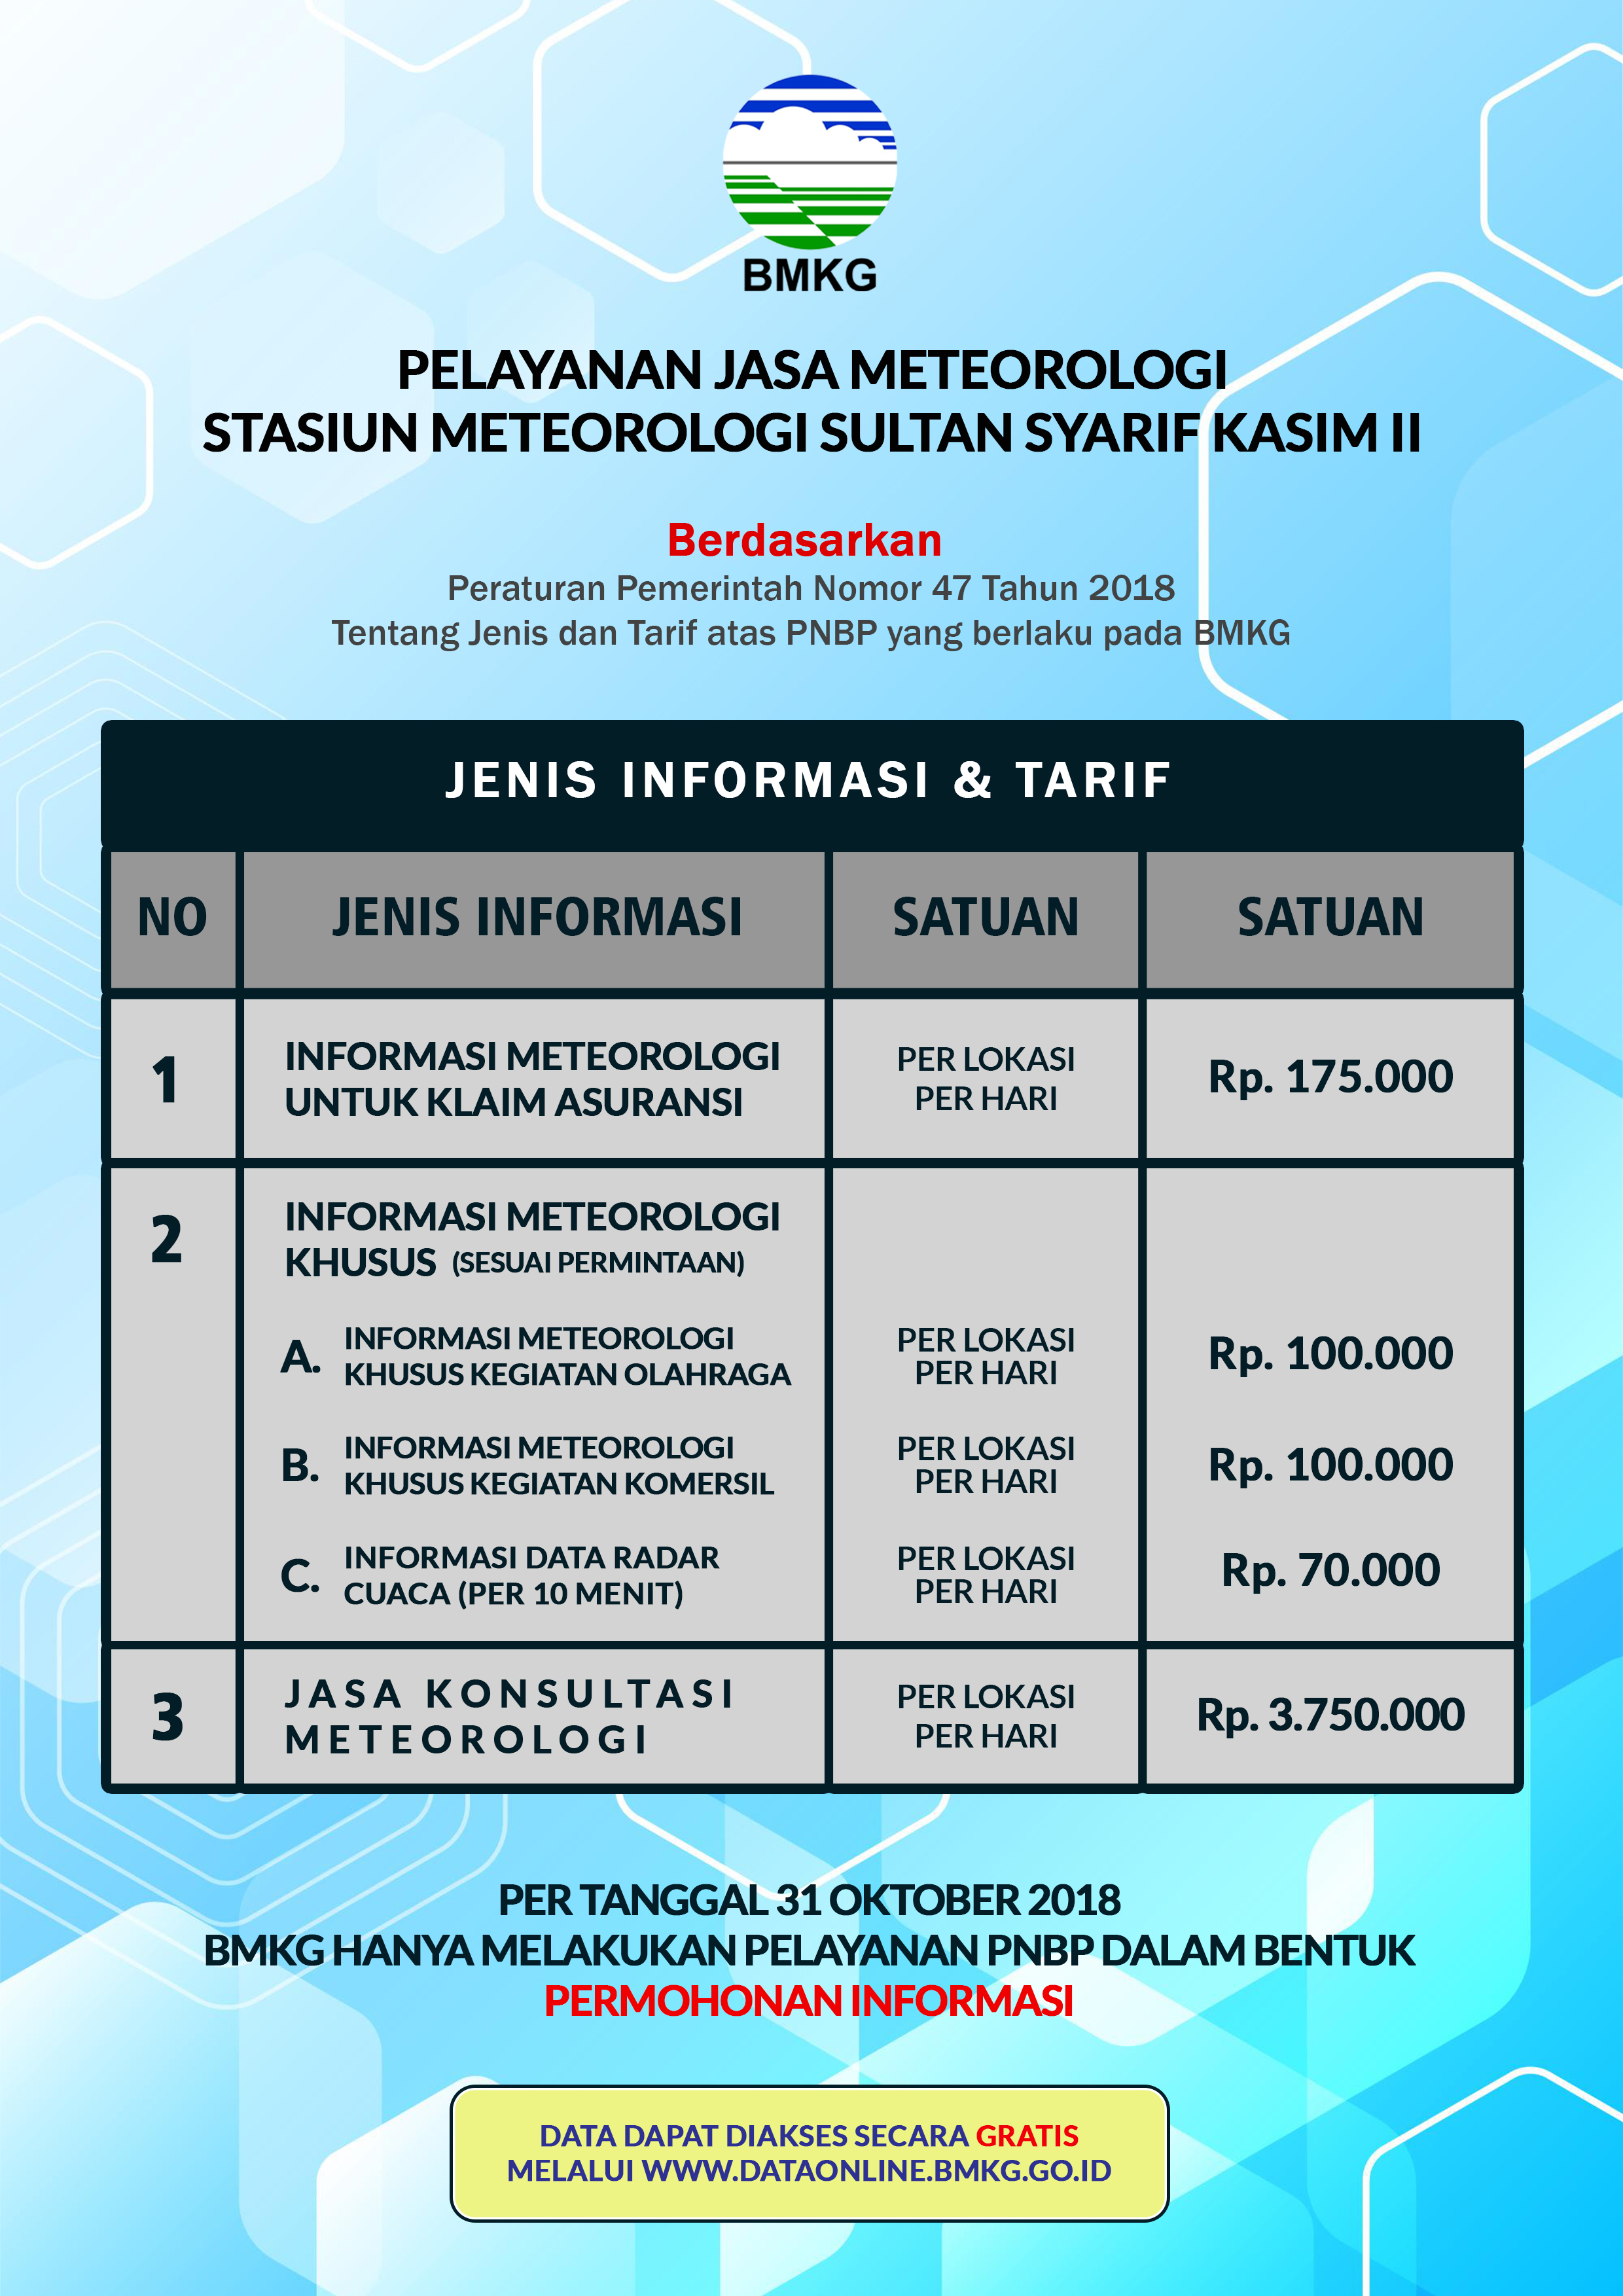 BMKG
PELAYANAN JASA METEOROLOGI
STASIUN METEOROLOGI SULTAN SYARIF KASIM II
Berdasarkan
Peraturan Pemerintah Nomor 47 Tahun 2018
Tentang Jenis dan Tarif atas PNBP yang berlaku pada BMKG
JENIS INFORMASI & TARIF
NO JENIS INFORMASI SATUAN SATUAN
1
INFORMASI METEOROLOGI
UNTUK KLAIM ASURANSI
PER LOKASI
PER HARI
Rp. 175.000
2
INFORMASI METEOROLOGI
KHUSUS (SESUAI PERMINTAAN)
A.
INFORMASI METEOROLOGI
KHUSUS KEGIATAN OLAHRAGA
PER LOKASI
PER HARI
Rp. 100.000
B.
INFORMASI METEOROLOGI
KHUSUS KEGIATAN KOMERSIL
PER LOKASI
PER HARI
Rp. 100.000
C.
INFORMASI DATA RADAR
CUACA (PER 10 MENIT)
PER LOKASI
PER HARI
Rp. 70.000
3
JASA KONSULTASI
METEOROLOGI
PER LOKASI
PER HARI
Rp. 3.750.000
PER TANGGAL 31 OKTOBER 2018
BMKG HANYA MELAKUKAN PELAYANAN PNBP DALAM BENTUK
PERMOHONAN INFORMASI
DATA DAPAT DIAKSES SECARA GRATIS
MELALUI WWW.DATAONLINE.BMKG.GO.ID